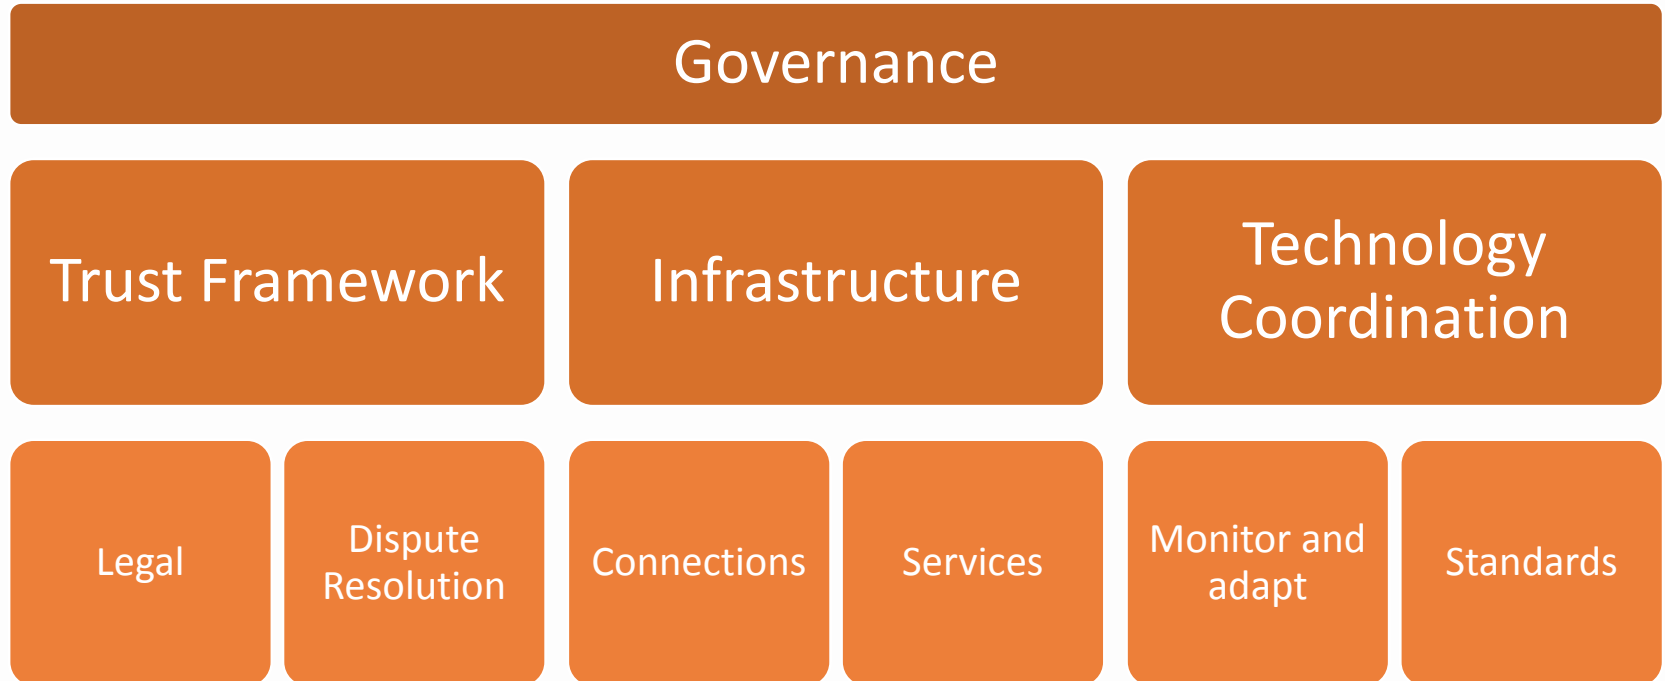 Governance
Trust Framework
Infrastructure
Technology
Coordination
Legal
Dispute
Resolution
Connections
Services
Monitor and
adapt
Standards